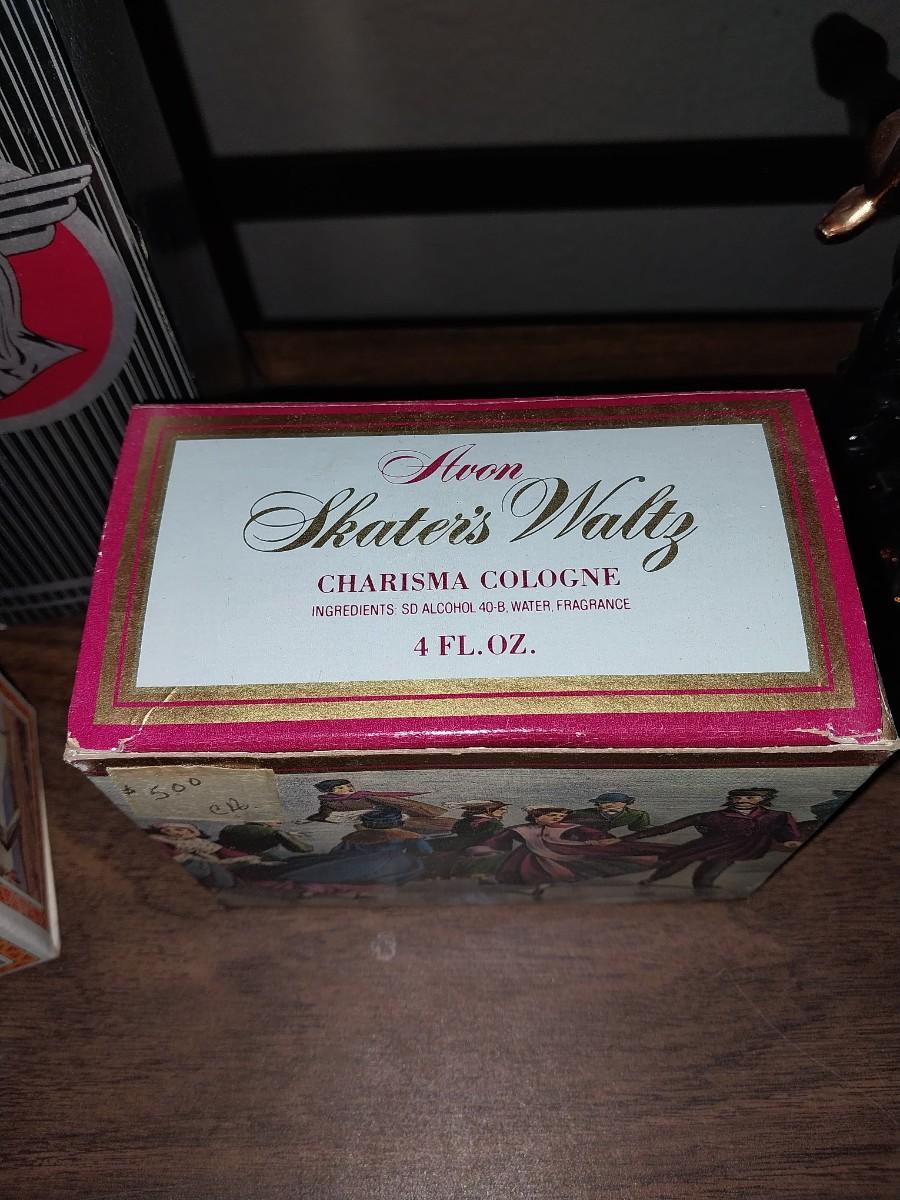 Avon
Skater's Waltz
CHARISMA COLOGNE
INGREDIENTS: SD ALCOHOL 40-B, WATER, FRAGRANCE
4 FL.OZ.
$ 500